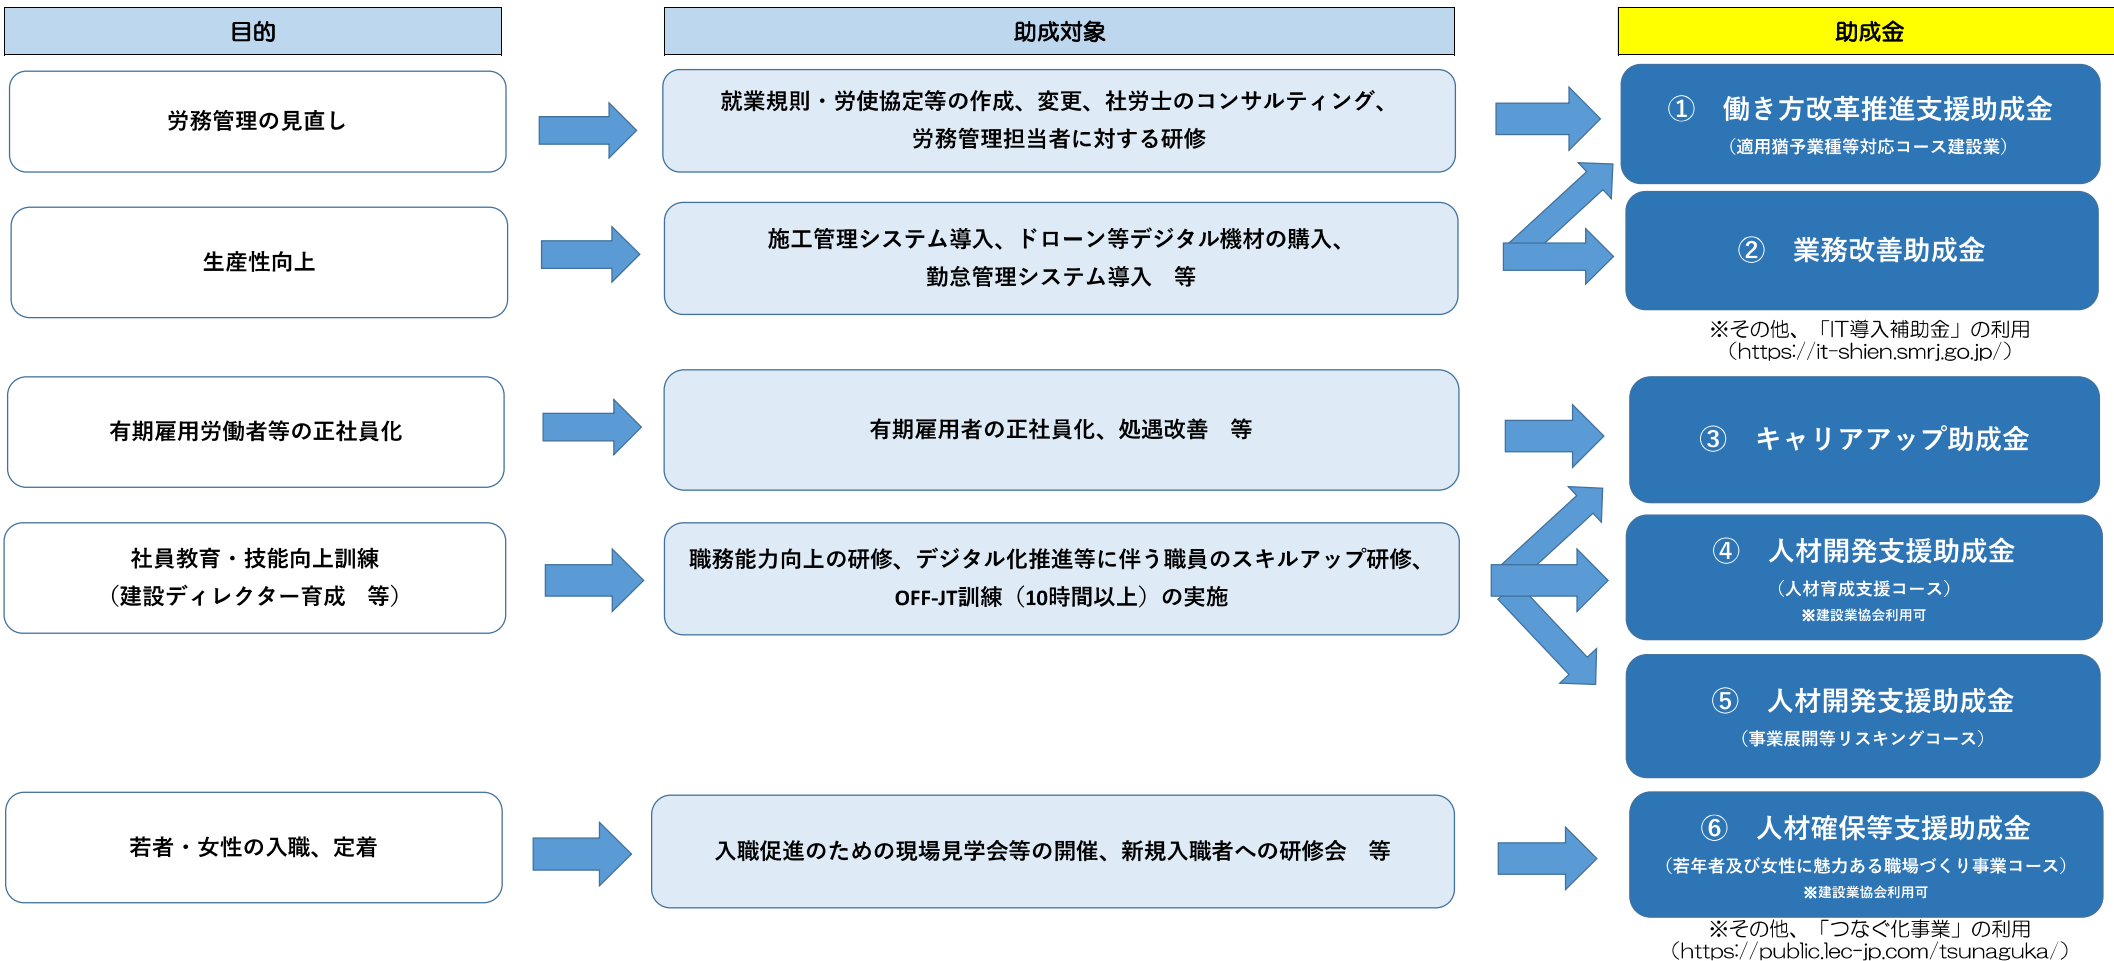 目的
助成対象
助成金
労務管理の見直し
就業規則・労使協定等の作成、変更、社労士のコンサルティング、
労務管理担当者に対する研修
① 働き方改革推進支援助成金
（適用猶予業種等対応コース建設業）
生産性向上
施工管理システム導入、ドローン等デジタル機材の購入、
勤怠管理システム導入 等
② 業務改善助成金
※その他、「IT導入補助金」の利用
（https://it-shien.smrj.go.jp/）
有期雇用労働者等の正社員化
有期雇用者の正社員化、処遇改善 等
③ キャリアアップ助成金
社員教育・技能向上訓練
（建設ディレクター育成 等）
職務能力向上の研修、デジタル化推進等に伴う職員のスキルアップ研修、
OFF-JT訓練（10時間以上）の実施
④ 人材開発支援助成金
（人材育成支援コース）
※建設業協会利用可
⑤ 人材開発支援助成金
（事業展開等リスキングコース）
若者・女性の入職、定着
入職促進のための現場見学会等の開催、新規入職者への研修会 等
⑥ 人材確保等支援助成金
（若年者及び女性に魅力ある職場づくり事業コース）
※建設業協会利用可
※その他、「つなぐ化事業」の利用
（https://public.lec-jp.com/tsunaguka/）